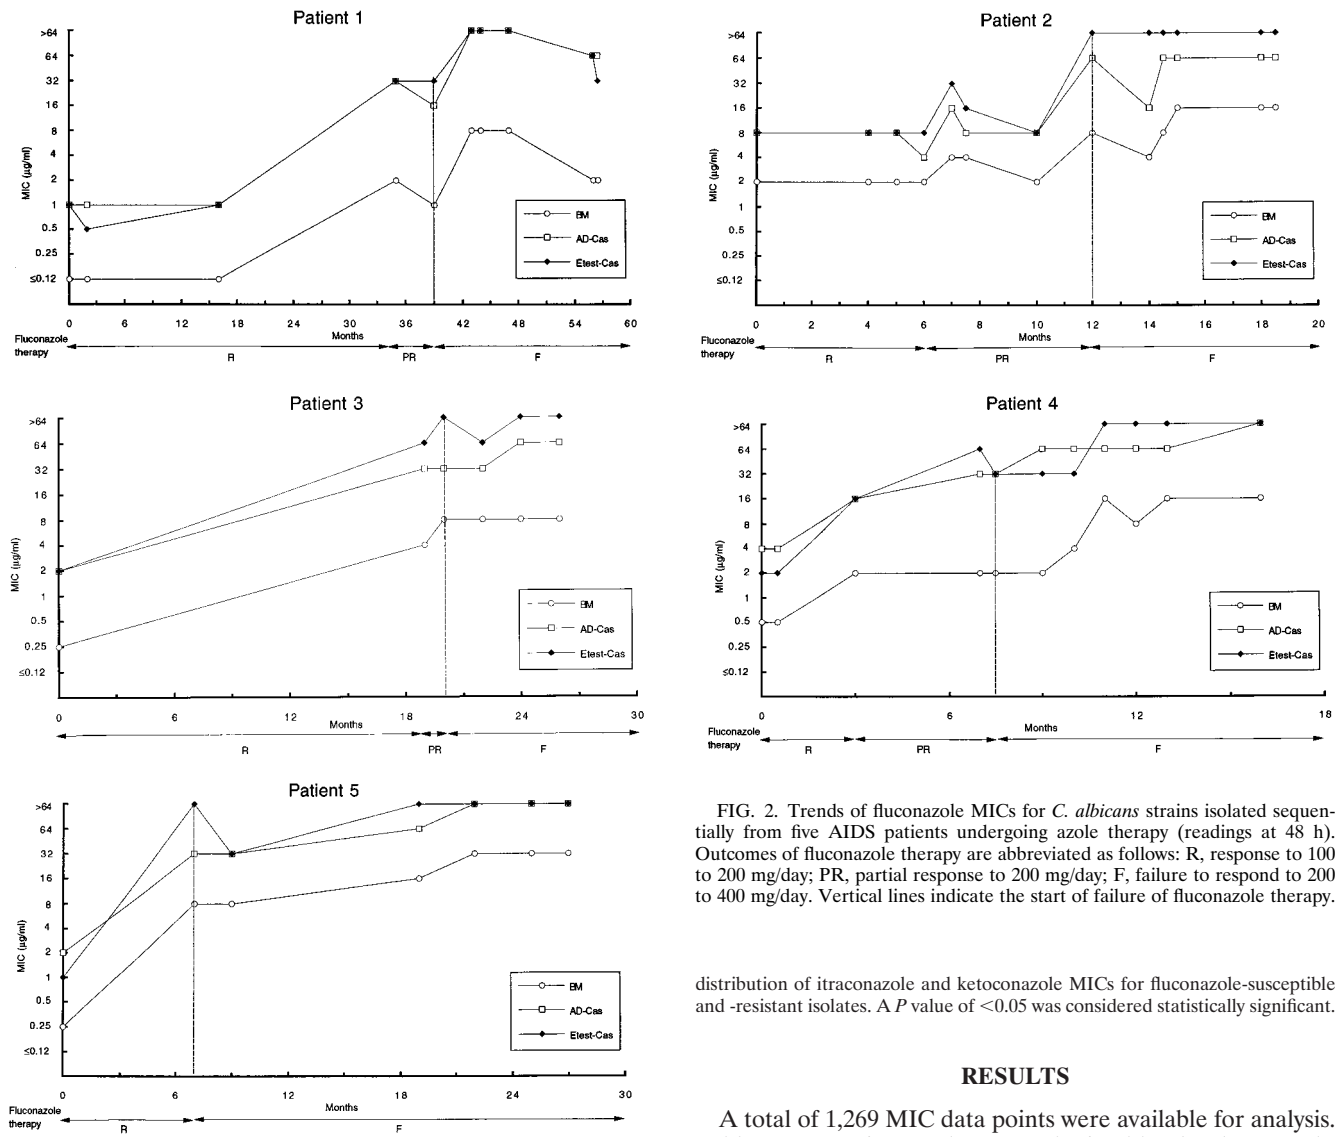 Patient 1
>64
64
32
16
8
4
2
1
0.5
0.25
≤0.12
MIC (µg/ml)
BM
AD-Cas
Etest-Cas
0 6 12 18 24 30 36 42 48 54 60
Months
Fluconazole
therapy
R PR F
Patient 2
>64
64
32
16
8
4
2
1
0.5
0.25
≤0.12
MIC (µg/ml)
BM
AD-Cas
Etest-Cas
0 2 4 6 8 10 12 14 16 18 20
Months
Fluconazole
therapy
R PR F
Patient 3
>64
64
32
16
8
4
2
1
0.5
0.25
≤0.12
MIC (µg/ml)
BM
AD-Cas
Etest-Cas
0 6 12 18 24 30
Months
R PR F
Patient 4
>64
64
32
16
8
4
2
1
0.5
0.25
≤0.12
MIC (µg/ml)
BM
AD-Cas
Etest-Cas
0 6 12 18
Months
Fluconazole
therapy
R PR F
Patient 5
>64
64
32
16
8
4
2
1
0.5
0.25
≤0.12
MIC (µg/ml)
BM
AD-Cas
Etest-Cas
0 6 12 18 24 30
Months
Fluconazole
therapy
R F
FIG. 2. Trends of fluconazole MICs for C. albicans strains isolated sequen-
tially from five AIDS patients undergoing azole therapy (readings at 48 h).
Outcomes of fluconazole therapy are abbreviated as follows: R, response to 100
to 200 mg/day; PR, partial response to 200 mg/day; F, failure to respond to 200
to 400 mg/day. Vertical lines indicate the start of failure of fluconazole therapy.
distribution of itraconazole and ketoconazole MICs for fluconazole-susceptible
and -resistant isolates. A P value of <0.05 was considered statistically significant.
RESULTS
A total of 1,269 MIC data points were available for analysis.